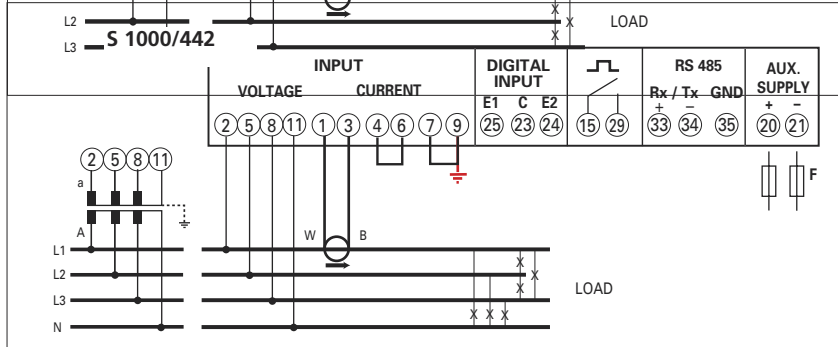 L2 LOAD
L3 S 1000/442
INPUT DIGITAL INPUT RS 485 AUX. SUPPLY
VOLTAGE CURRENT
E1 C E2 Rx / Tx GND
+ – + –
2 5 8 11 1 3 4 6 7 9 25 23 24 15 29 33 34 35 20 21
2 5 8 11
a F
A W B
L1
L2 LOAD
L3
N